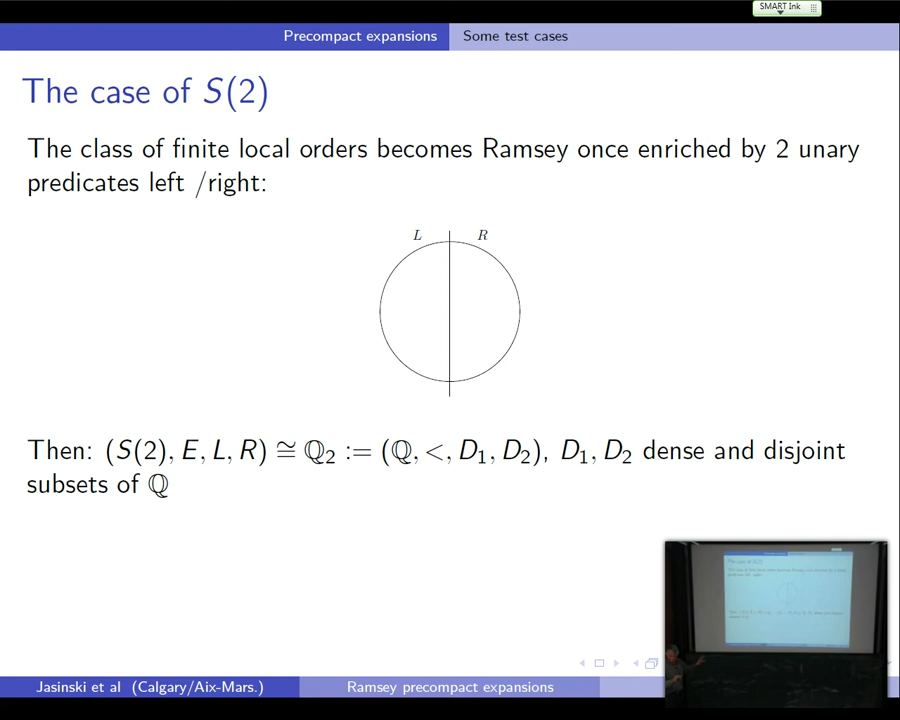 SMART Ink
Precompact expansions
Some test cases
The case of S(2)
The class of finite local orders becomes Ramsey once enriched by 2 unary
predicates left /right:
L
R
Then: (S(2), E, L, R) ≅ ℚ₂ := (ℚ, <, D₁, D₂), D₁, D₂ dense and disjoint
subsets of ℚ
Jasinski et al (Calgary/Aix-Mars.)
Ramsey precompact expansions